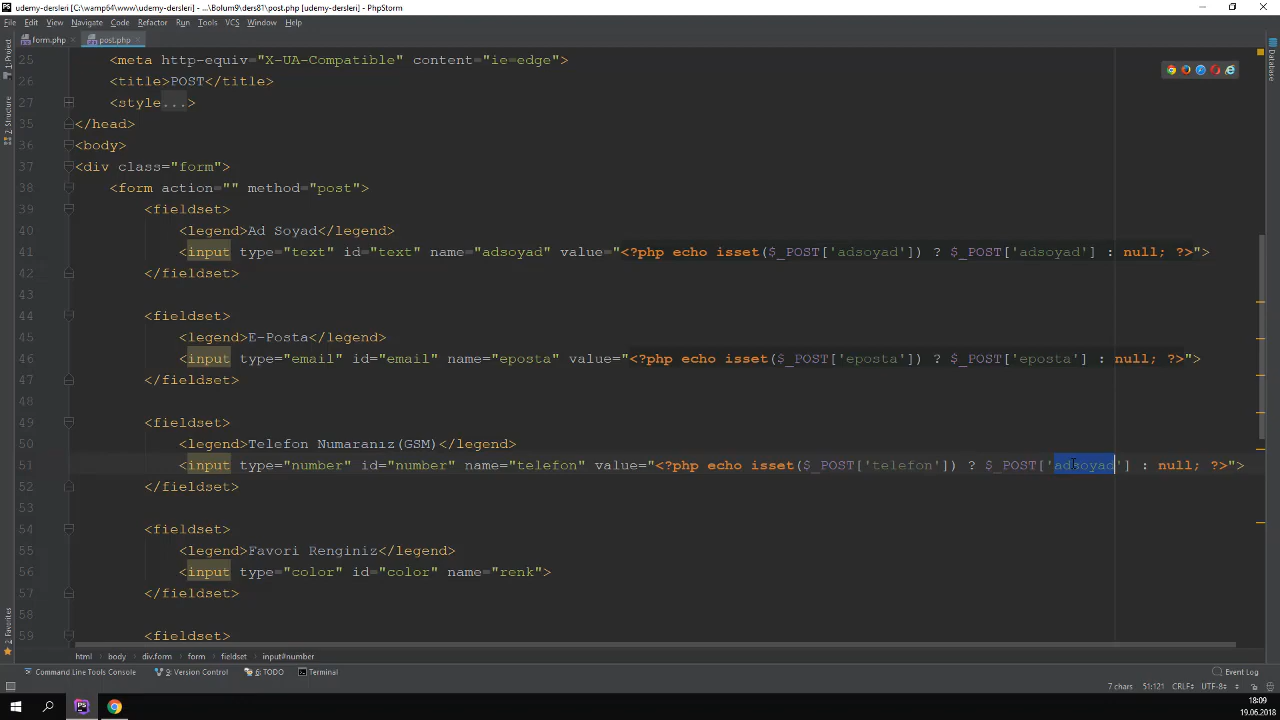 udemy-dersleri [C:\wamp64\www\udemy-dersleri] - ...\Bolum9\ders81\post.php [udemy-dersleri] - PhpStorm
File Edit View Navigate Code Refactor Run Tools VCS Window Help
form.php post.php
1: Project
Z: Structure
2: Favorites
Database
25 <meta http-equiv="X-UA-Compatible" content="ie=edge">
26 <title>POST</title>
27 <style...>
35 </head>
36 <body>
37 <div class="form">
38 <form action="" method="post">
39 <fieldset>
40 <legend>Ad Soyad</legend>
41 <input type="text" id="text" name="adsoyad" value="<?php echo isset($_POST['adsoyad']) ? $_POST['adsoyad'] : null; ?>">
42 </fieldset>
43
44 <fieldset>
45 <legend>E-Posta</legend>
46 <input type="email" id="email" name="eposta" value="<?php echo isset($_POST['eposta']) ? $_POST['eposta'] : null; ?>">
47 </fieldset>
48
49 <fieldset>
50 <legend>Telefon Numaranız(GSM)</legend>
51 <input type="number" id="number" name="telefon" value="<?php echo isset($_POST['telefon']) ? $_POST['adsoyad'] : null; ?>">
52 </fieldset>
53
54 <fieldset>
55 <legend>Favori Renginiz</legend>
56 <input type="color" id="color" name="renk">
57 </fieldset>
58
59 <fieldset>
html body div.form form fieldset input#number
Command Line Tools Console 9: Version Control 6: TODO Terminal Event Log
7 chars 51:121 CRLF UTF-8
18:09
19.06.2018